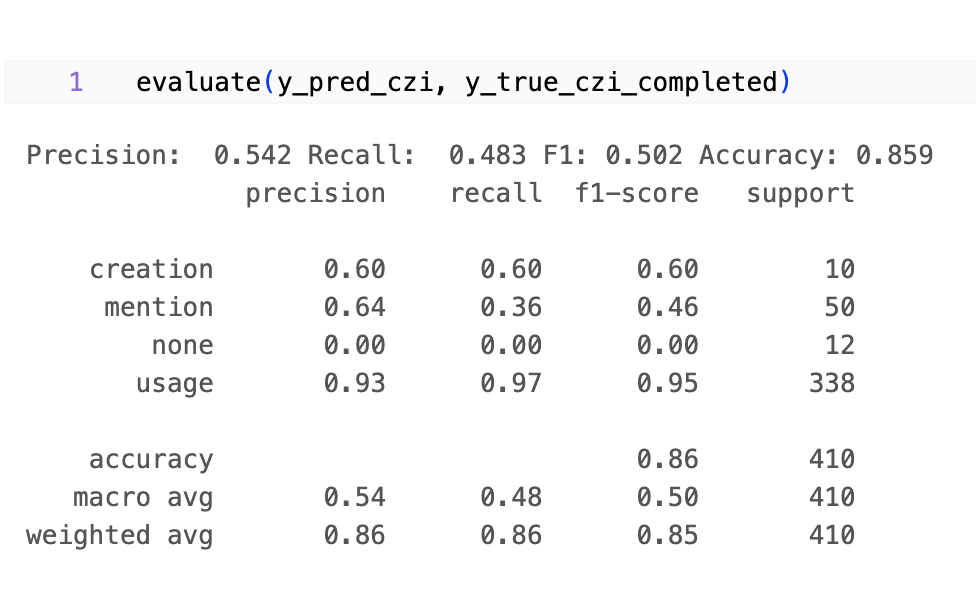 1 evaluate(y_pred_czi, y_true_czi_completed)
Precision: 0.542 Recall: 0.483 F1: 0.502 Accuracy: 0.859
precision recall f1-score support
creation 0.60 0.60 0.60 10
mention 0.64 0.36 0.46 50
none 0.00 0.00 0.00 12
usage 0.93 0.97 0.95 338
accuracy 0.86 410
macro avg 0.54 0.48 0.50 410
weighted avg 0.86 0.86 0.85 410